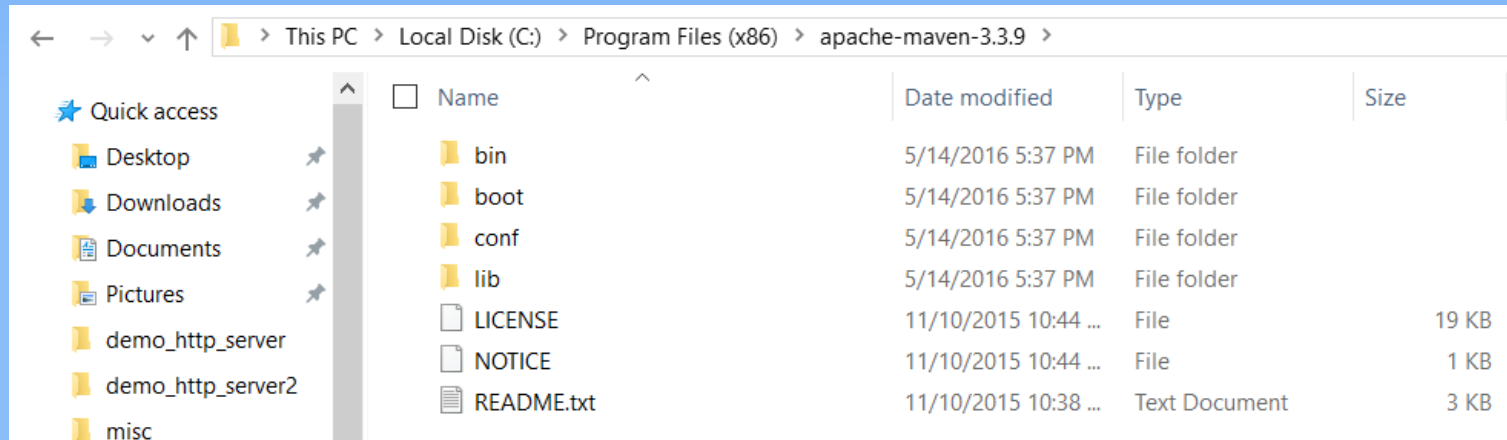 This PC > Local Disk (C:) > Program Files (x86) > apache-maven-3.3.9 >
Quick access
Desktop
Downloads
Documents
Pictures
demo_http_server
demo_http_server2
misc
Name Date modified Type Size
bin 5/14/2016 5:37 PM File folder
boot 5/14/2016 5:37 PM File folder
conf 5/14/2016 5:37 PM File folder
lib 5/14/2016 5:37 PM File folder
LICENSE 11/10/2015 10:44 ... File 19 KB
NOTICE 11/10/2015 10:44 ... File 1 KB
README.txt 11/10/2015 10:38 ... Text Document 3 KB